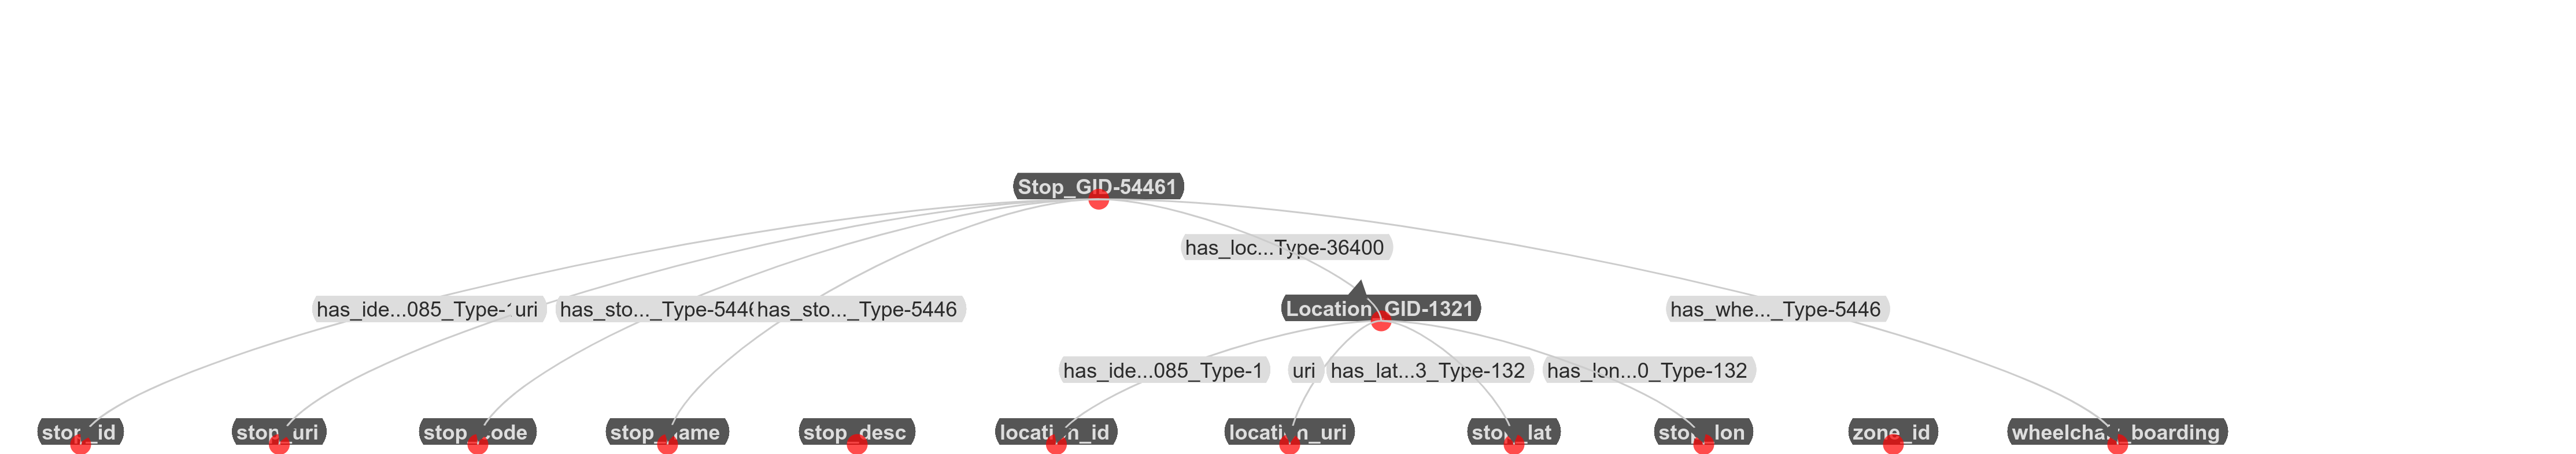 Stop_GID-54461
has_loc...Type-36400
has_ide...085_Type- uri has_sto..._Type-544 has_sto..._Type-5446 Location_GID-1321 has_whe..._Type-5446
has_ide...085_Type-1 uri has_lat...3_Type-132 has_lon...0_Type-132
stop_id stop_uri stop_code stop_name stop_desc location_id location_uri stop_lat stop_lon zone_id wheelchair_boarding